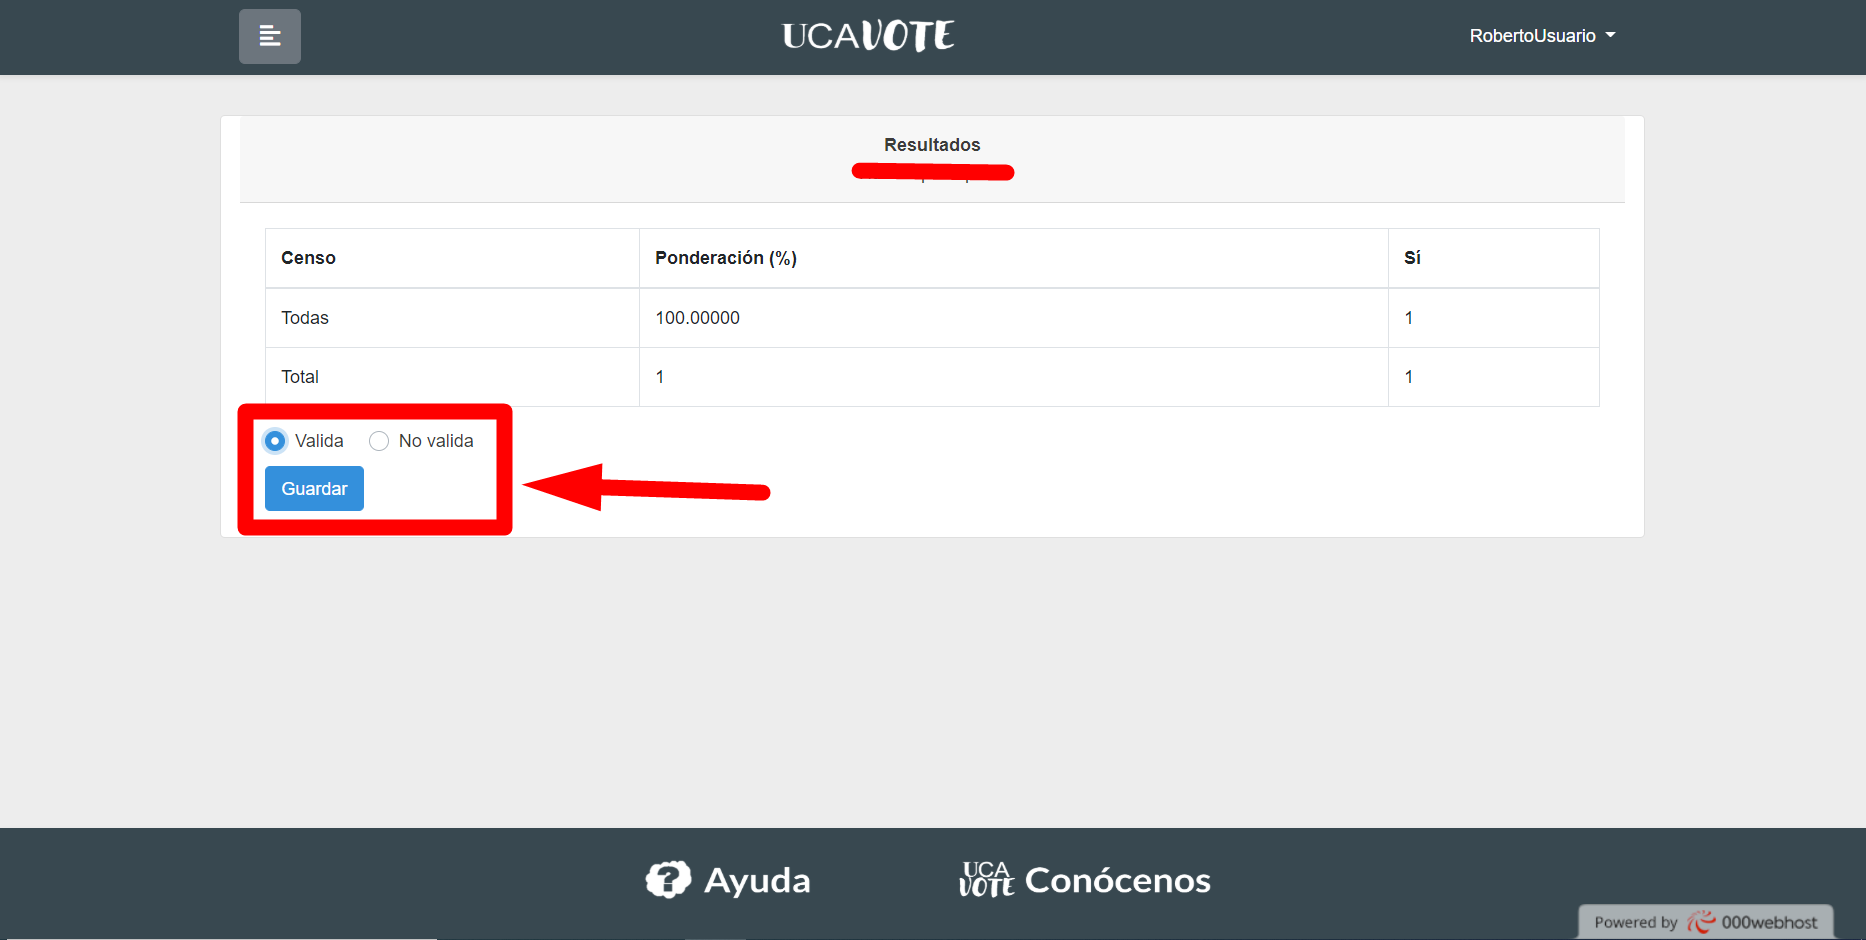 UCAVOTE
RobertoUsuario
Resultados
Censo Ponderación (%) Sí
Todas 100.00000 1
Total 1 1
Valida No valida
Guardar
Ayuda
UCA VOTE Conócenos
Powered by 000webhost